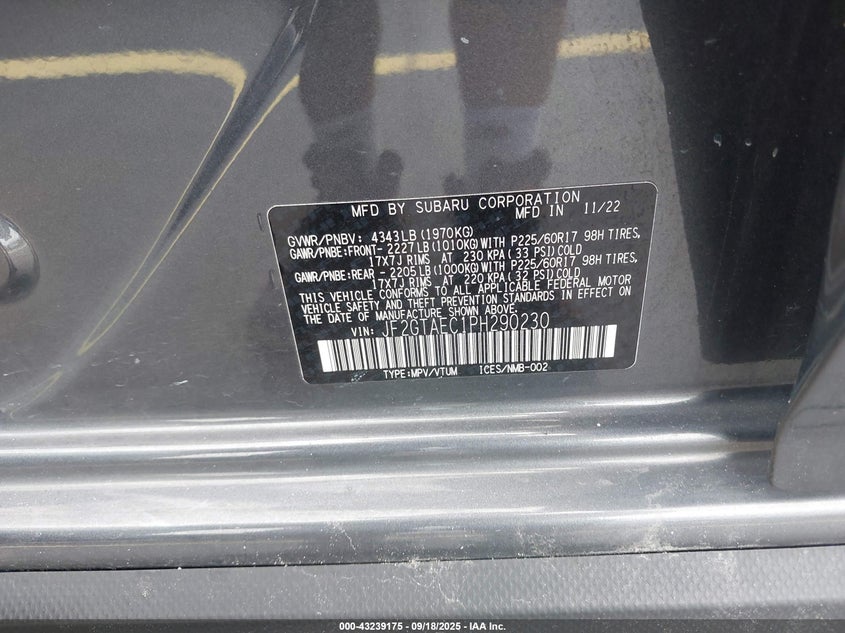 MFD BY SUBARU CORPORATION
MFD IN 11/22
GVWR/PNBV: 4343LB (1970KG)
GAWR/PNBE:FRONT- 2227LB(1010KG)WITH P225/60R17 98H TIRES,
17X7J RIMS AT 230 KPA( 33 PSI)COLD
GAWR/PNBE:REAR - 2205LB(1000KG)WITH P225/60R17 98H TIRES,
17X7J RIMS AT 220 KPA( 32 PSI)COLD
THIS VEHICLE CONFORMS TO ALL APPLICABLE FEDERAL MOTOR
VEHICLE SAFETY AND THEFT PREVENTION STANDARDS IN EFFECT ON
THE DATE OF MANUFACTURE SHOWN ABOVE.
VIN: JF2GTAEC1PH290230
TYPE:MPV/VTUM ICES/NMB-002
000-43239175 - 09/18/2025 - IAA Inc.